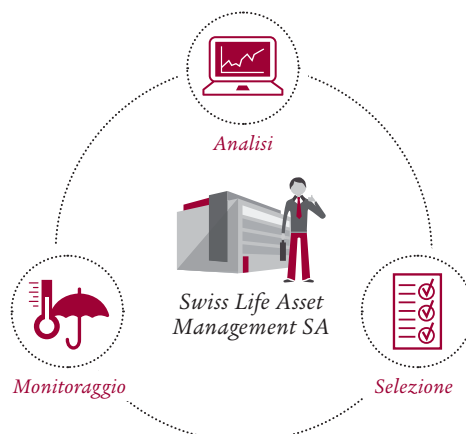 Analisi
Swiss Life Asset
Management SA
Monitoraggio
Selezione